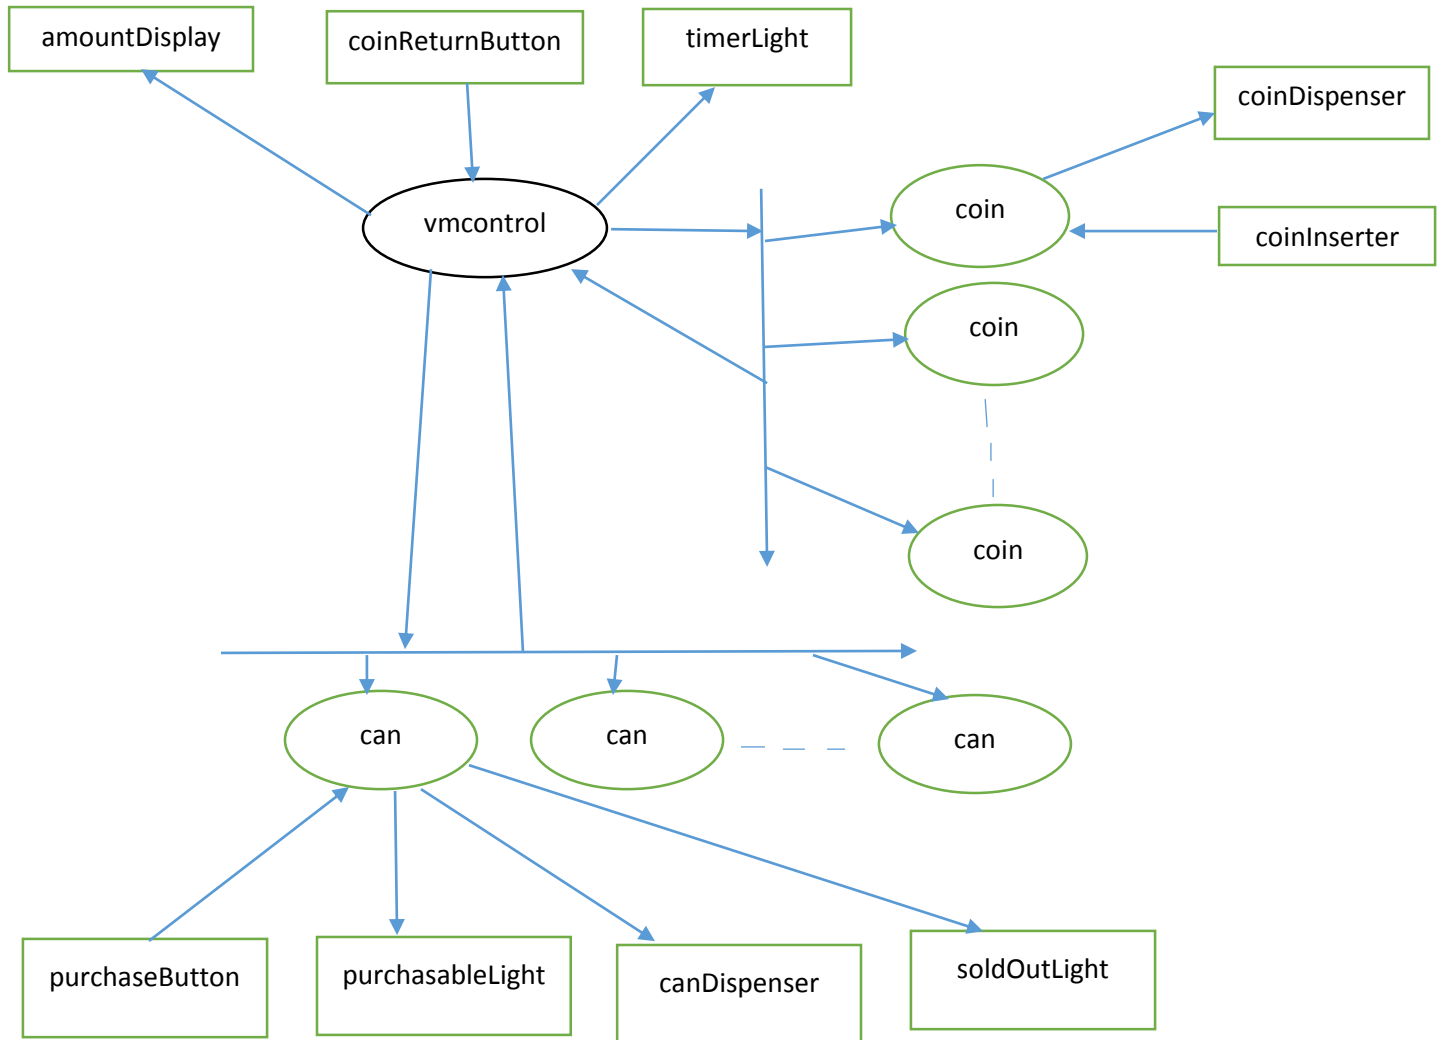 amountDisplay
coinReturnButton
timerLight
coinDispenser
vmcontrol
coin
coinInserter
coin
coin
can
can
can
purchaseButton
purchasableLight
canDispenser
soldOutLight